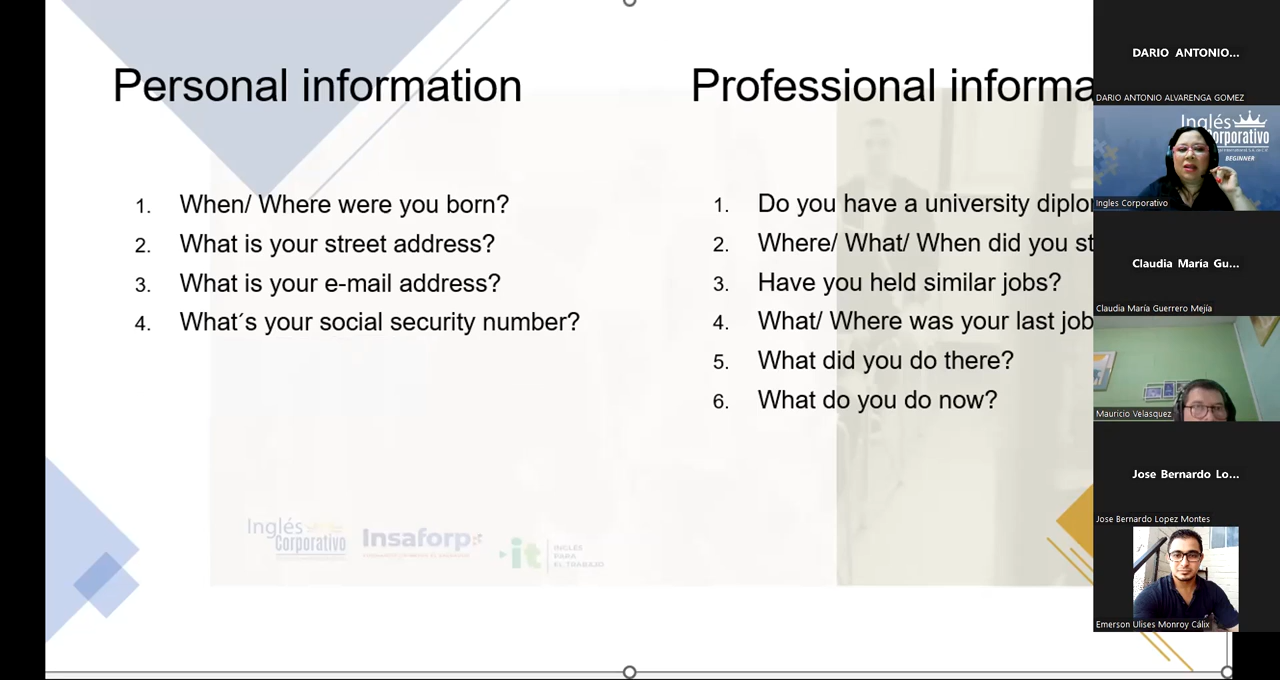 Personal information
1. When/ Where were you born?
2. What is your street address?
3. What is your e-mail address?
4. What´s your social security number?
Professional informa
1. Do you have a university diplo
2. Where/ What/ When did you st
3. Have you held similar jobs?
4. What/ Where was your last job
5. What did you do there?
6. What do you do now?
Inglés
Corporativo
Insaforp
it
INGLÉS
PARA
EL TRABAJO
DARIO ANTONIO...
DARIO ANTONIO ALVARENGA GOMEZ
Inglés
Corporativo
BEGINNER
Ingles Corporativo
Claudia María Gu...
Claudia María Guerrero Mejía
Mauricio Velasquez
Jose Bernardo Lo...
Jose Bernardo Lopez Montes
Emerson Ulises Monroy Cálix